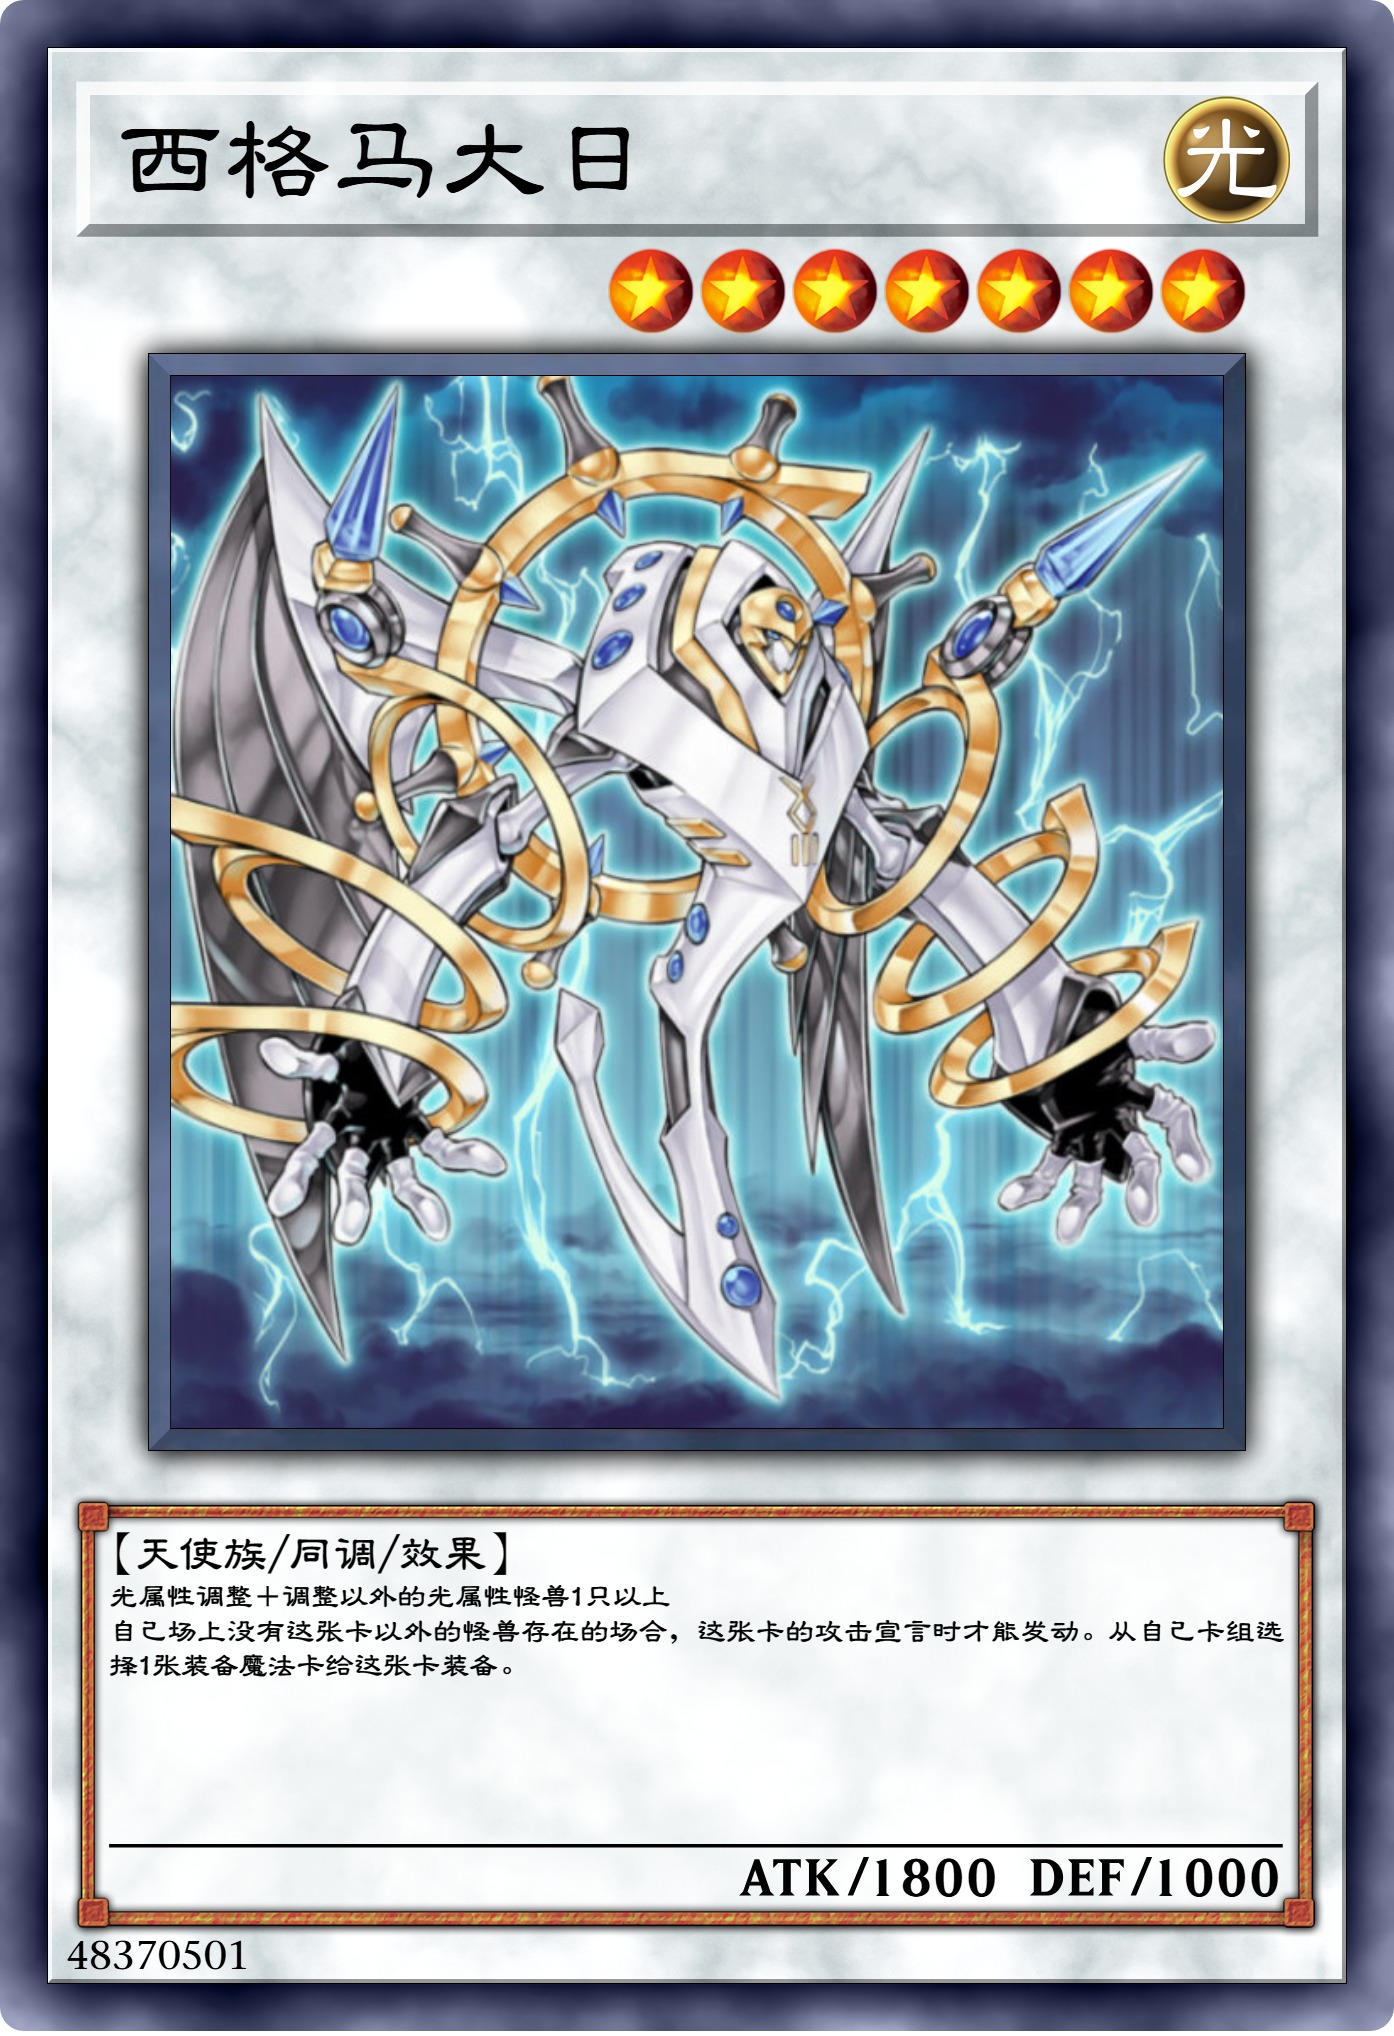 西格马大日
光
【天使族/同调/效果】
光属性调整＋调整以外的光属性怪兽1只以上
自己场上没有这张卡以外的怪兽存在的场合，这张卡的攻击宣言时才能发动。从自己卡组选
择1张装备魔法卡给这张卡装备。
ATK/1800 DEF/1000
48370501